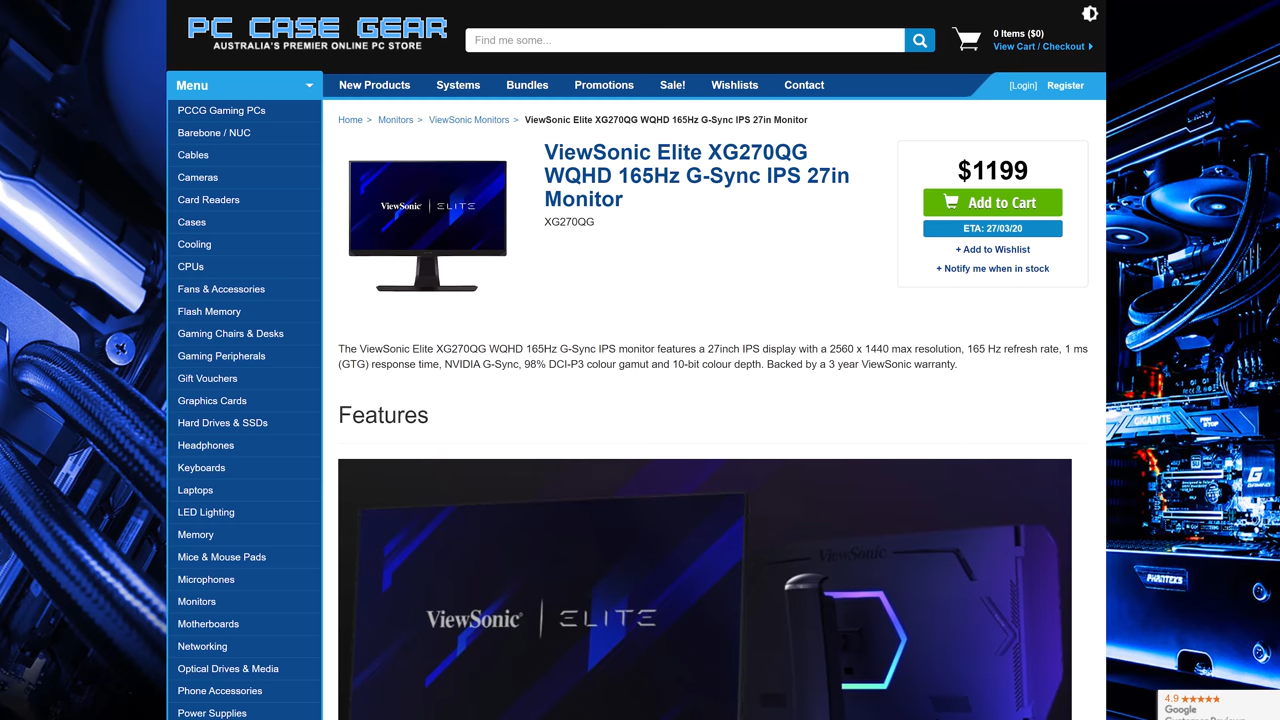 PC CASE GEAR
AUSTRALIA'S PREMIER ONLINE PC STORE
Find me some...
0 Items ($0)
View Cart / Checkout
Menu
New Products Systems Bundles Promotions Sale! Wishlists Contact
[Login] Register
PCCG Gaming PCs
Barebone / NUC
Cables
Cameras
Card Readers
Cases
Cooling
CPUs
Fans & Accessories
Flash Memory
Gaming Chairs & Desks
Gaming Peripherals
Gift Vouchers
Graphics Cards
Hard Drives & SSDs
Headphones
Keyboards
Laptops
LED Lighting
Memory
Mice & Mouse Pads
Microphones
Monitors
Motherboards
Networking
Optical Drives & Media
Phone Accessories
Power Supplies
Home > Monitors > ViewSonic Monitors > ViewSonic Elite XG270QG WQHD 165Hz G-Sync IPS 27in Monitor
ViewSonic | ELITE
ViewSonic Elite XG270QG
WQHD 165Hz G-Sync IPS 27in
Monitor
XG270QG
$1199
Add to Cart
ETA: 27/03/20
+ Add to Wishlist
+ Notify me when in stock
The ViewSonic Elite XG270QG WQHD 165Hz G-Sync IPS monitor features a 27inch IPS display with a 2560 x 1440 max resolution, 165 Hz refresh rate, 1 ms
(GTG) response time, NVIDIA G-Sync, 98% DCI-P3 colour gamut and 10-bit colour depth. Backed by a 3 year ViewSonic warranty.
Features
ViewSonic | ELITE
ViewSonic
GIGABYTE
FAN
STOP
PHANTEKS
4.9 ★★★★★
Google